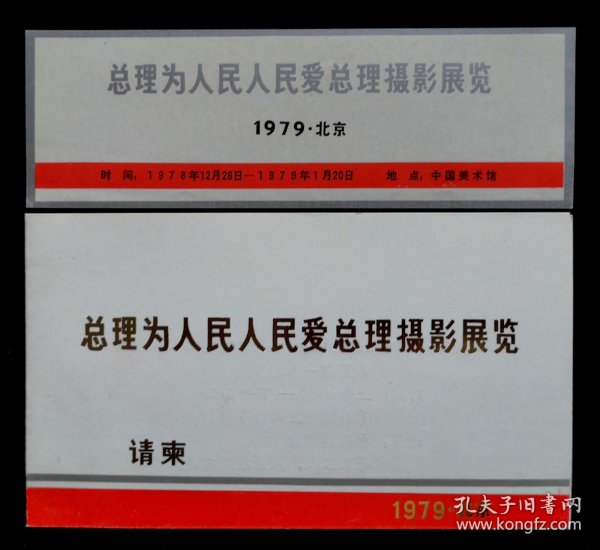 总理为人民人民爱总理摄影展览
1979·北京
时 间：1978年12月26日—1979年1月20日 地 点：中国美术馆
总理为人民人民爱总理摄影展览
请柬
1979·
孔夫子旧书网
www.kongfz.com